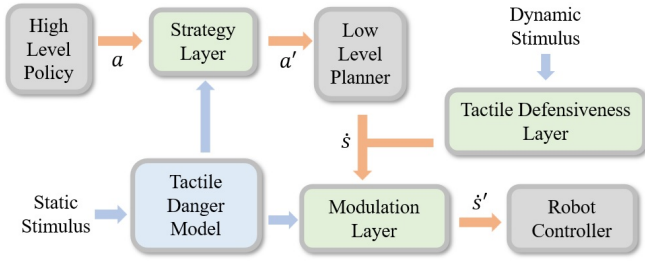 High
Level
Policy
a
Strategy
Layer
a′
Low
Level
Planner
Dynamic
Stimulus
Tactile Defensiveness
Layer
ṡ
Static
Stimulus
Tactile
Danger
Model
Modulation
Layer
ṡ′
Robot
Controller